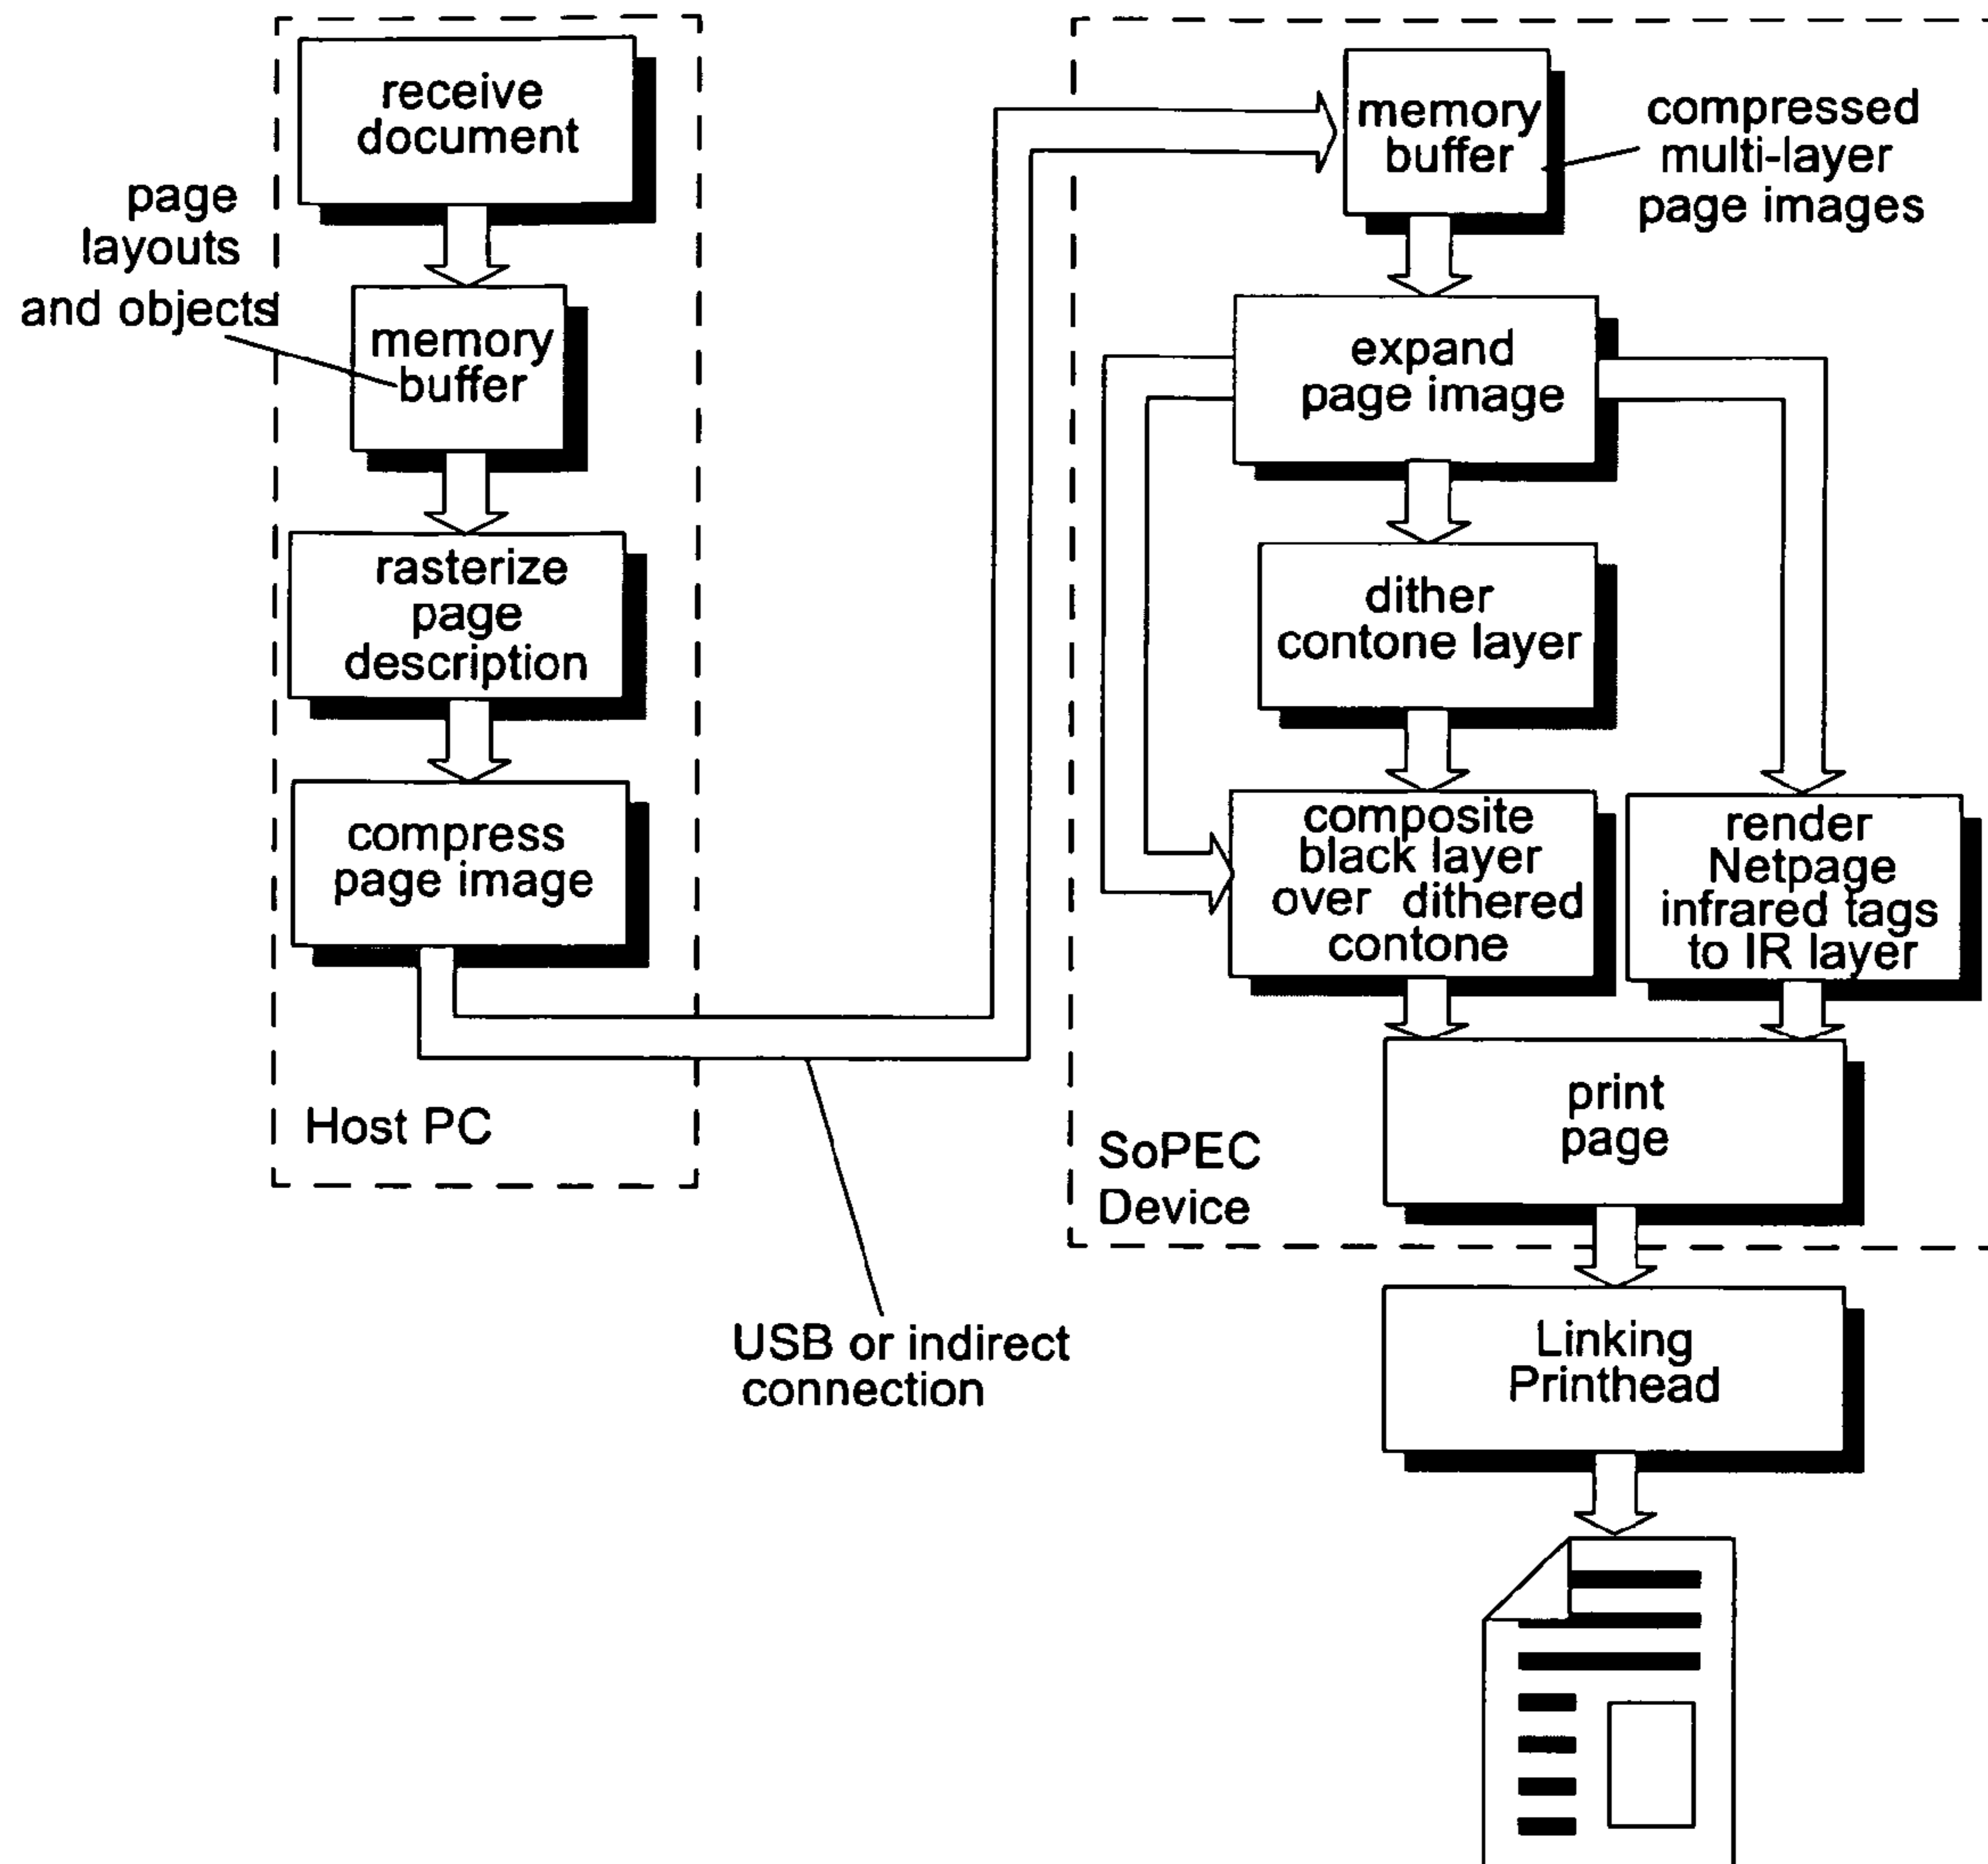 receive
document
page
layouts
and objects
memory
buffer
rasterize
page
description
compress
page image
Host PC
USB or indirect
connection
memory
buffer
compressed
multi-layer
page images
expand
page image
dither
contone layer
composite
black layer
over dithered
contone
render
Netpage
infrared tags
to IR layer
print
page
SoPEC
Device
Linking
Printhead